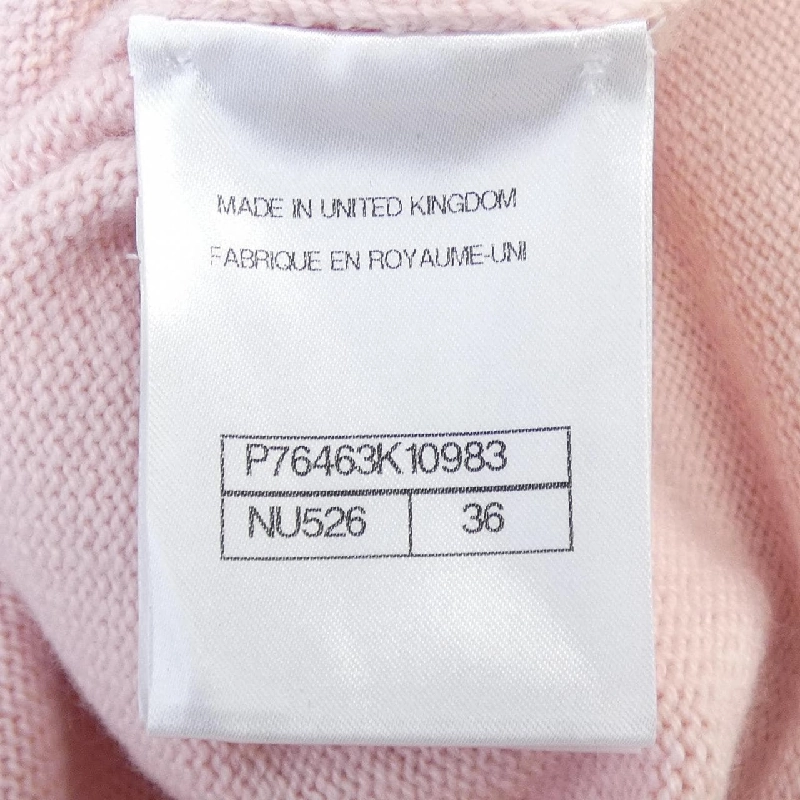 MADE IN UNITED KINGDOM
FABRIQUE EN ROYAUME-UNI
P76463K10983
NU526 36